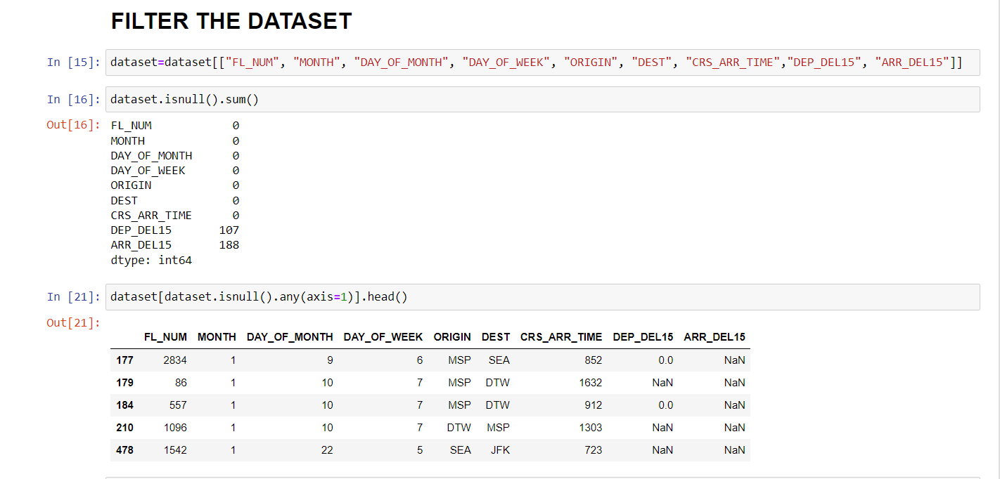 FILTER THE DATASET
In [15]: dataset=dataset[["FL_NUM", "MONTH", "DAY_OF_MONTH", "DAY_OF_WEEK", "ORIGIN", "DEST", "CRS_ARR_TIME","DEP_DEL15", "ARR_DEL15"]]
In [16]: dataset.isnull().sum()
Out[16]: FL_NUM 0
MONTH 0
DAY_OF_MONTH 0
DAY_OF_WEEK 0
ORIGIN 0
DEST 0
CRS_ARR_TIME 0
DEP_DEL15 107
ARR_DEL15 188
dtype: int64
In [21]: dataset[dataset.isnull().any(axis=1)].head()
Out[21]:
FL_NUM MONTH DAY_OF_MONTH DAY_OF_WEEK ORIGIN DEST CRS_ARR_TIME DEP_DEL15 ARR_DEL15
177 2834 1 9 6 MSP SEA 852 0.0 NaN
179 86 1 10 7 MSP DTW 1632 NaN NaN
184 557 1 10 7 MSP DTW 912 0.0 NaN
210 1096 1 10 7 DTW MSP 1303 NaN NaN
478 1542 1 22 5 SEA JFK 723 NaN NaN